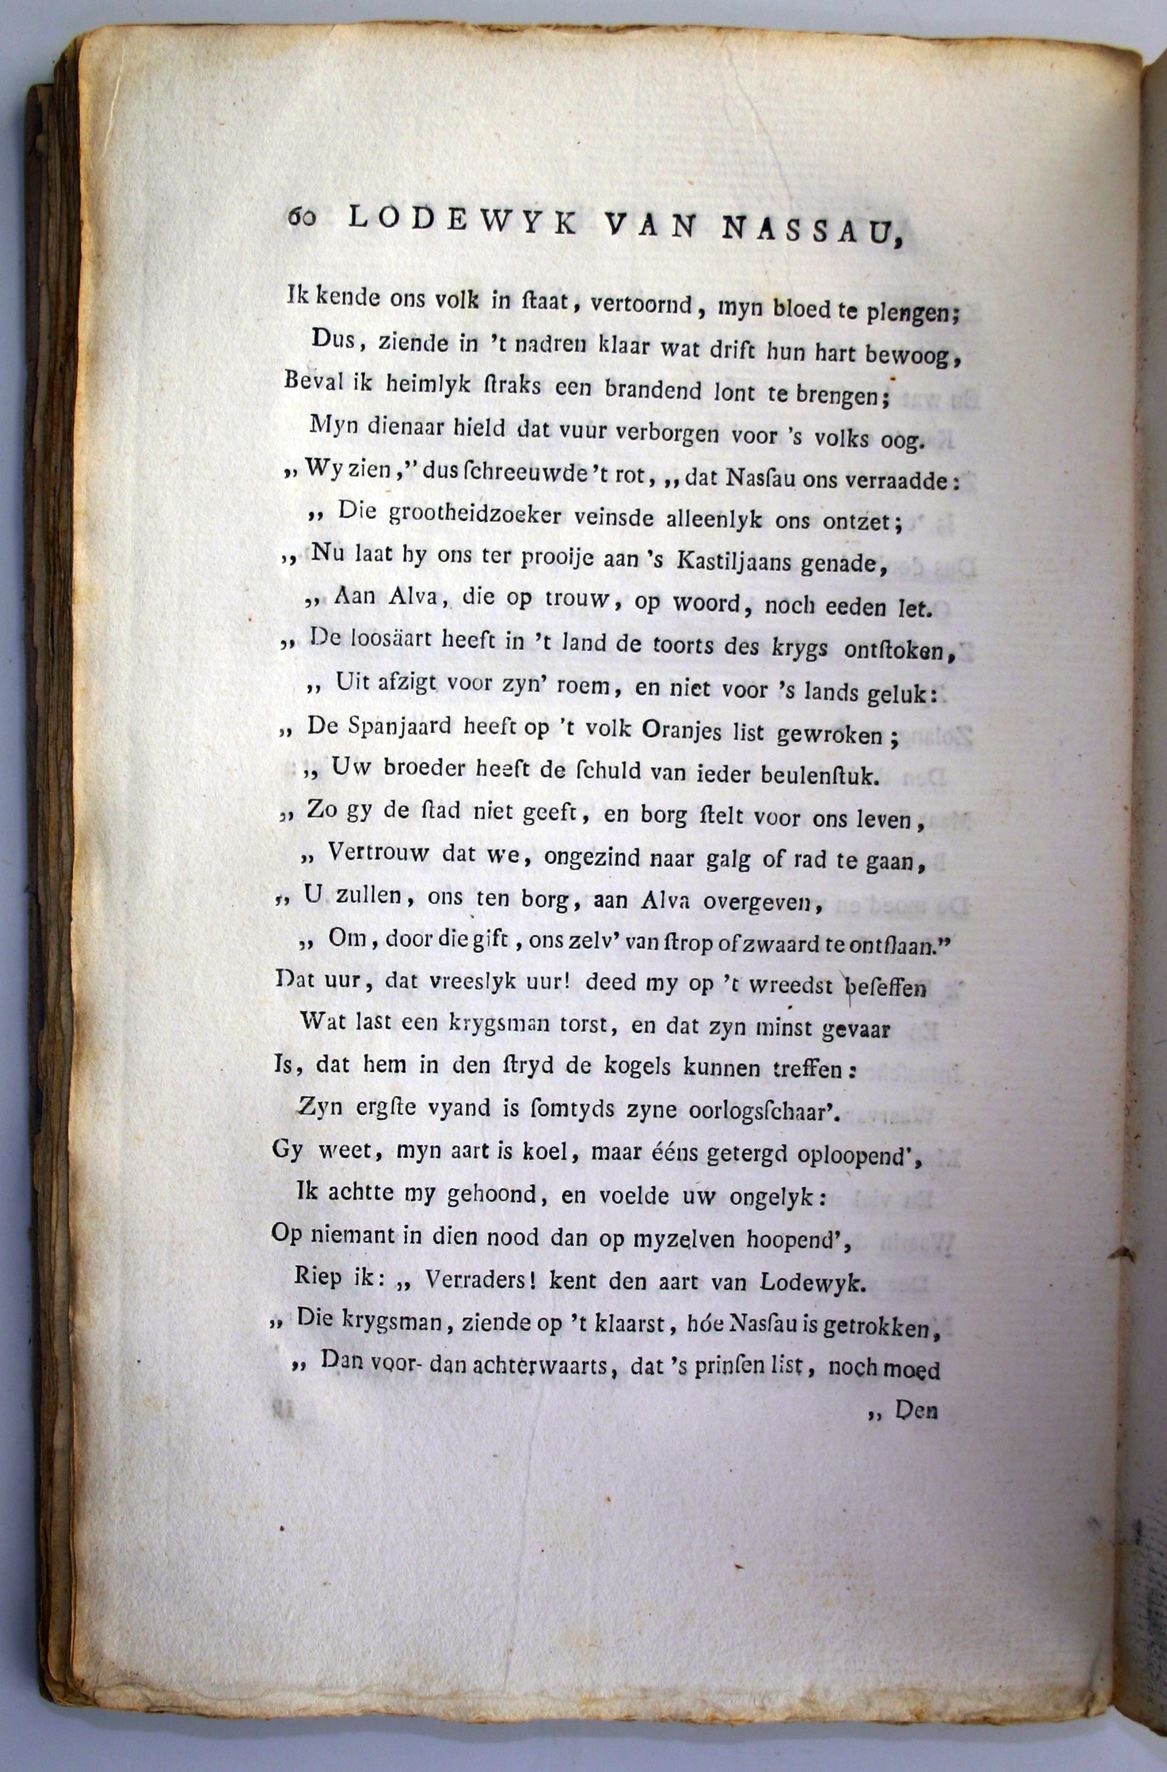 60 LODEWYK VAN NASSAU,
Ik kende ons volk in ſtaat, vertoornd, myn bloed te plengen;
Dus, ziende in 't nadren klaar wat drift hun hart bewoog,
Beval ik heimlyk ſtraks een brandend lont te brengen;
Myn dienaar hield dat vuur verborgen voor 's volks oog.
„ Wy zien,” dus ſchreeuwde 't rot, „ dat Nasſau ons verraadde:
„ Die grootheidzoeker veinsde alleenlyk ons ontzet;
„ Nu laat hy ons ter prooije aan 's Kastiljaans genade,
„ Aan Alva, die op trouw, op woord, noch eeden let.
„ De loosäart heeft in 't land de toorts des krygs ontſtoken,
„ Uit afzigt voor zyn' roem, en niet voor 's lands geluk:
„ De Spanjaard heeft op 't volk Oranjes list gewroken;
„ Uw broeder heeft de ſchuld van ieder beulenſtuk.
„ Zo gy de ſtad niet geeft, en borg ſtelt voor ons leven,
„ Vertrouw dat we, ongezind naar galg of rad te gaan,
„ U zullen, ons ten borg, aan Alva overgeven,
„ Om, door die gift, ons zelv' van ſtrop of zwaard te ontſlaan.”
Dat uur, dat vreeslyk uur! deed my op 't wreedst beſeffen
Wat last een krygsman torst, en dat zyn minst gevaar
Is, dat hem in den ſtryd de kogels kunnen treffen:
Zyn ergſte vyand is ſomtyds zyne oorlogsſchaar'.
Gy weet, myn aart is koel, maar ééns getergd oploopend',
Ik achtte my gehoond, en voelde uw ongelyk:
Op niemant in dien nood dan op myzelven hoopend',
Riep ik: „ Verraders! kent den aart van Lodewyk.
„ Die krygsman, ziende op 't klaarst, hóe Nasſau is getrokken,
„ Dan voor- dan achterwaarts, dat 's prinſen list, noch moed
„ Den